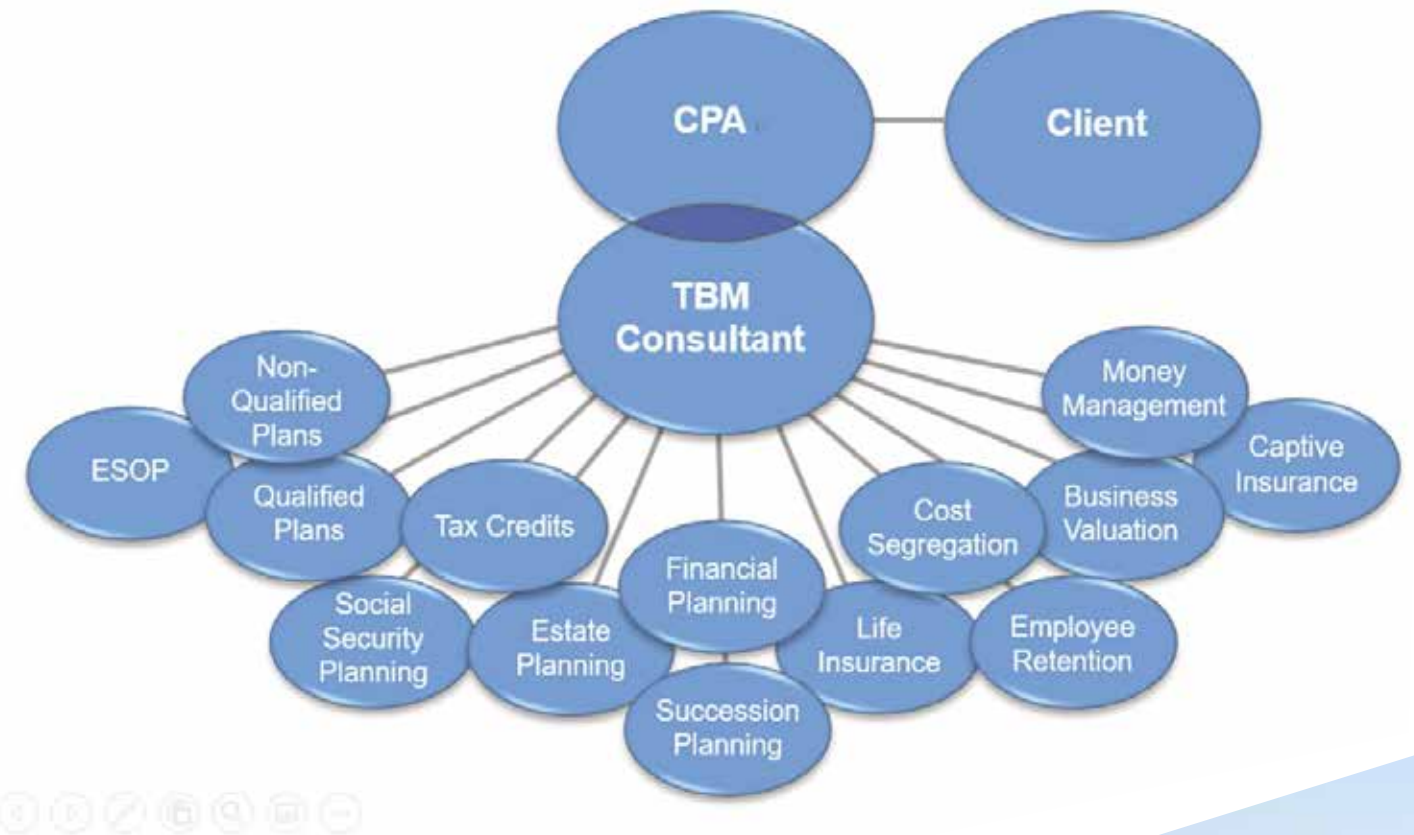 CPA
Client
TBM
Consultant
Non-
Qualified
Plans
ESOP
Qualified
Plans
Tax Credits
Social
Security
Planning
Estate
Planning
Financial
Planning
Succession
Planning
Life
Insurance
Cost
Segregation
Employee
Retention
Business
Valuation
Money
Management
Captive
Insurance